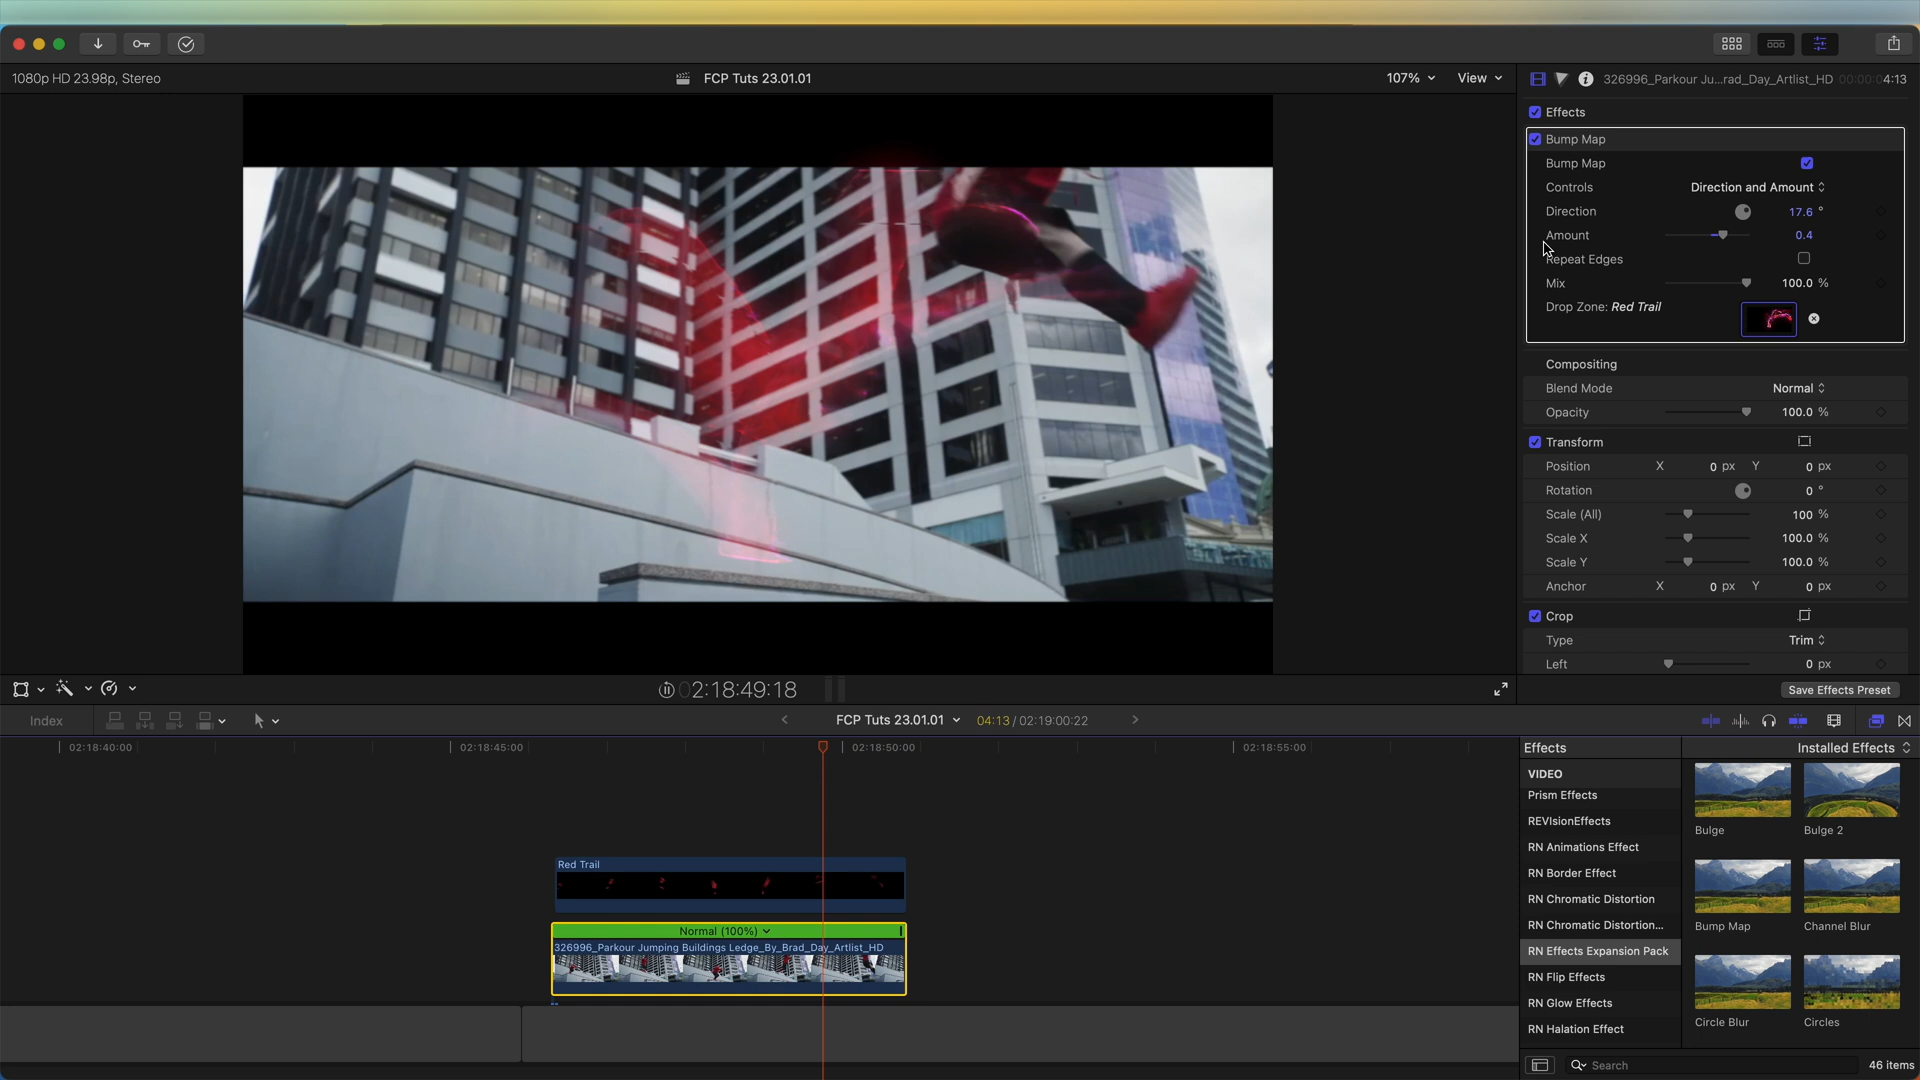 1080p HD 23.98p, Stereo
FCP Tuts 23.01.01
107%
View
326996_Parkour Ju...rad_Day_Artlist_HD
00:00:04:13
Effects
Bump Map
Bump Map
Controls
Direction and Amount
Direction
17.6 °
Amount
0.4
Repeat Edges
Mix
100.0 %
Drop Zone: Red Trail
Compositing
Blend Mode
Normal
Opacity
100.0 %
Transform
Position X 0 px Y 0 px
Rotation
0 °
Scale (All)
100 %
Scale X
100.0 %
Scale Y
100.0 %
Anchor X 0 px Y 0 px
Crop
Type
Trim
Left
0 px
02:18:49:18
Save Effects Preset
Index
FCP Tuts 23.01.01
04:13 / 02:19:00:22
02:18:40:00
02:18:45:00
02:18:50:00
02:18:55:00
Red Trail
Normal (100%)
326996_Parkour Jumping Buildings Ledge_By_Brad_Day_Artlist_HD
Effects
Installed Effects
VIDEO
Prism Effects
REVIsionEffects
RN Animations Effect
RN Border Effect
RN Chromatic Distortion
RN Chromatic Distortion...
RN Effects Expansion Pack
RN Flip Effects
RN Glow Effects
RN Halation Effect
Bulge
Bulge 2
Bump Map
Channel Blur
Circle Blur
Circles
Search
46 items